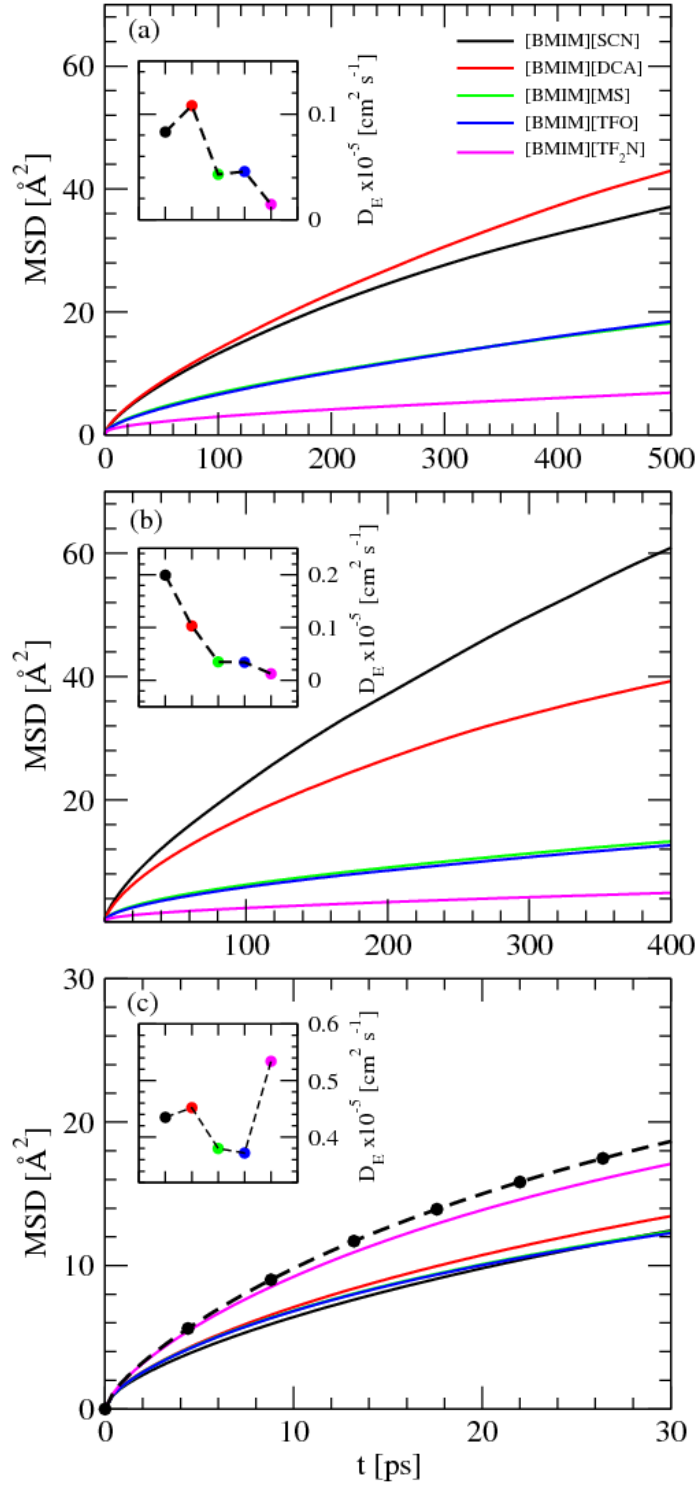 (a)
[BMIM][SCN]
[BMIM][DCA]
[BMIM][MS]
[BMIM][TFO]
[BMIM][TF₂N]
60
40
20
0
MSD [Å²]
0.1
0
D_E x10⁻⁵ [cm² s⁻¹]
0 100 200 300 400 500
(b)
60
40
20
MSD [Å²]
0.2
0.1
0
D_E x10⁻⁵ [cm² s⁻¹]
100 200 300 400
(c)
30
20
10
0
MSD [Å²]
0.6
0.5
0.4
D_E x10⁻⁵ [cm² s⁻¹]
0 10 20 30
t [ps]